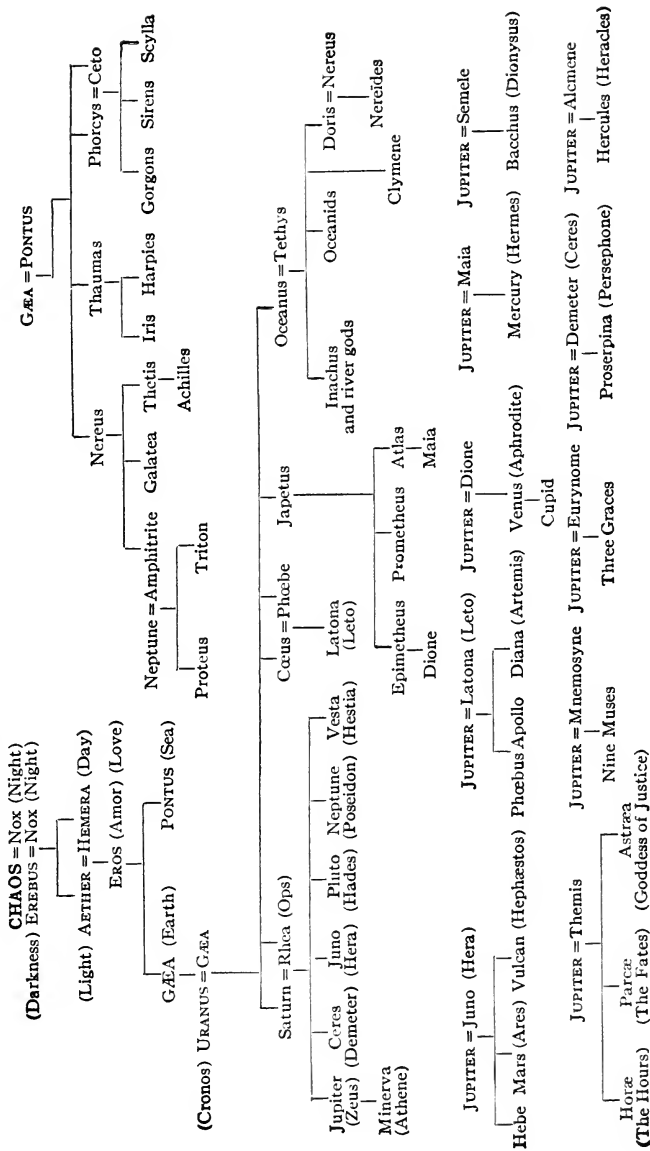 CHAOS = NOX (Night)
(Darkness) EREBUS = NOX (Night)
(Light) AETHER = HEMERA (Day)
EROS (Amor) (Love)
GÆA (Earth) PONTUS (Sea)
GÆA = PONTUS
Nereus Thaumas Phorcys = Ceto
Neptune = Amphitrite Galatea Thetis Iris Harpies Gorgons Sirens Scylla
Achilles
Proteus Triton
(Cronos) URANUS = GÆA
Saturn = Rhea (Ops) Cœus = Phœbe Japetus Oceanus = Tethys
Jupiter Ceres Juno Pluto Neptune Vesta
(Zeus) (Demeter) (Hera) (Hades) (Poseidon) (Hestia)
Latona
(Leto)
Inachus Oceanids Doris = Nereus
and river gods
Clymene Nereïdes
Minerva
(Athene)
Epimetheus Prometheus Atlas
Dione Maia
JUPITER = Juno (Hera) JUPITER = Latona (Leto) JUPITER = Dione JUPITER = Maia JUPITER = Semele
Hebe Mars (Ares) Vulcan (Hephæstos) Phœbus Apollo Diana (Artemis) Venus (Aphrodite) Mercury (Hermes) Bacchus (Dionysus)
Cupid
JUPITER = Themis JUPITER = Mnemosyne JUPITER = Eurynome JUPITER = Demeter (Ceres) JUPITER = Alcmene
Nine Muses Three Graces Proserpina (Persephone) Hercules (Heracles)
Horæ Parcæ Astræa
(The Hours) (The Fates) (Goddess of Justice)